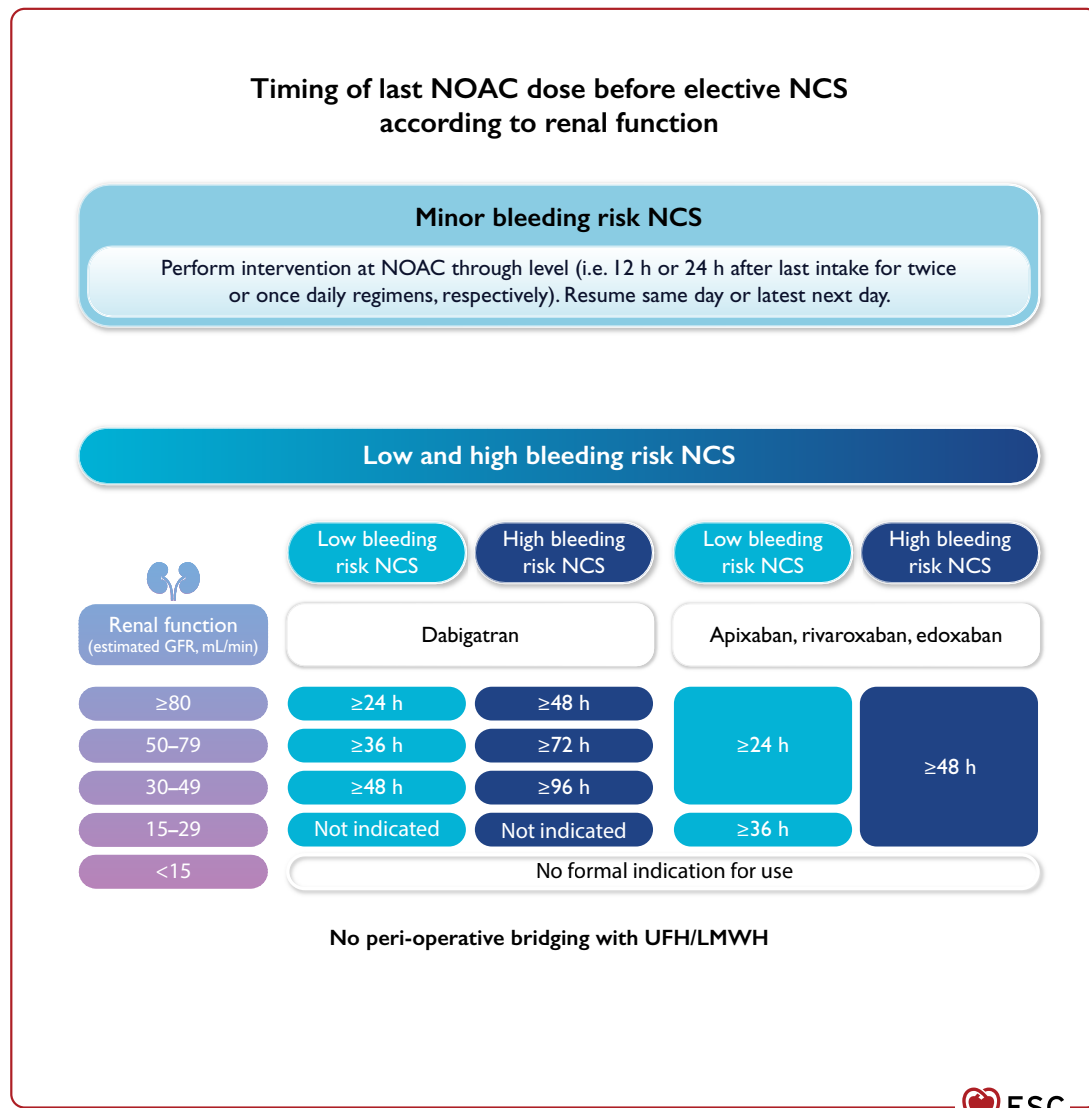 Timing of last NOAC dose before elective NCS
according to renal function
Minor bleeding risk NCS
Perform intervention at NOAC through level (i.e. 12 h or 24 h after last intake for twice
or once daily regimens, respectively). Resume same day or latest next day.
Low and high bleeding risk NCS
Low bleeding
risk NCS
High bleeding
risk NCS
Low bleeding
risk NCS
High bleeding
risk NCS
Renal function
(estimated GFR, mL/min)
Dabigatran
Apixaban, rivaroxaban, edoxaban
≥80
≥24 h
≥48 h
50–79
≥36 h
≥72 h
≥24 h
≥48 h
30–49
≥48 h
≥96 h
15–29
Not indicated
Not indicated
≥36 h
<15
No formal indication for use
No peri-operative bridging with UFH/LMWH
ESC